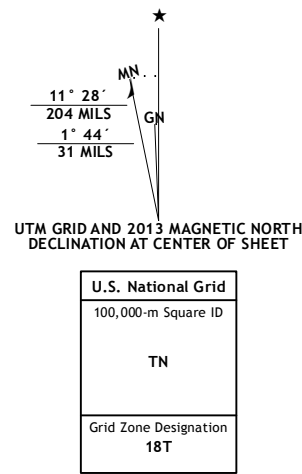 ★
MN
GN
11° 28´
204 MILS
1° 44´
31 MILS
UTM GRID AND 2013 MAGNETIC NORTH
DECLINATION AT CENTER OF SHEET
U.S. National Grid
100,000-m Square ID
TN
Grid Zone Designation
18T